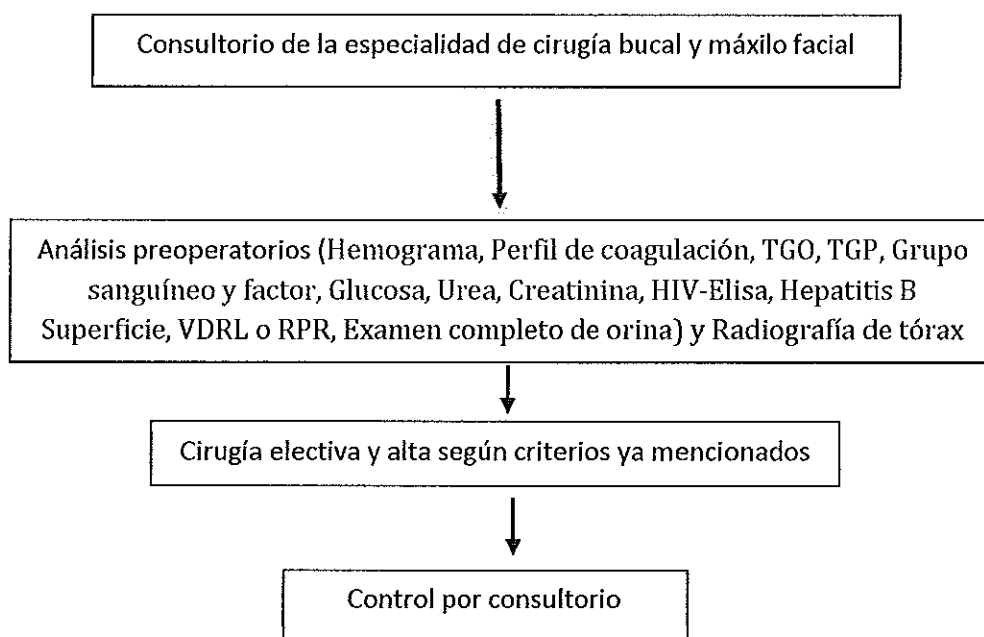 Consultorio de la especialidad de cirugía bucal y máxilo facial
Análisis preoperatorios (Hemograma, Perfil de coagulación, TGO, TGP, Grupo
sanguíneo y factor, Glucosa, Urea, Creatinina, HIV-Elisa, Hepatitis B
Superficie, VDRL o RPR, Examen completo de orina) y Radiografía de tórax
Cirugía electiva y alta según criterios ya mencionados
Control por consultorio